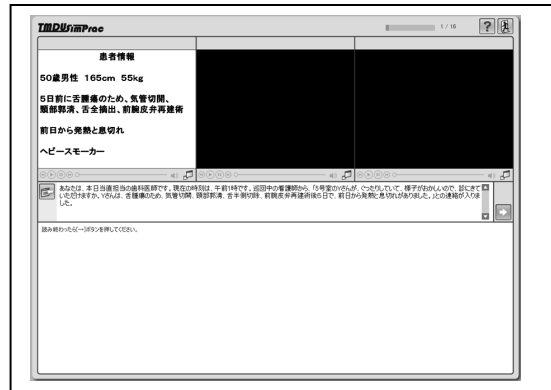 TMDUSimPrac
1 / 16
?
患者情報
50歳男性 165cm 55kg
5日前に舌腫瘍のため、気管切開、
頸部郭清、舌全摘出、前腕皮弁再建術
前日から発熱と息切れ
ヘビースモーカー
あなたは、本日当直担当の歯科医師です。現在の時刻は、午前1時です。巡回中の看護師から、「5号室のYさんが、ぐったりしていて、様子がおかしいので、診にきて
いただけますか。Yさんは、舌腫瘍のため、気管切開、頸部郭清、舌半側切除、前腕皮弁再建術後5日で、前日から発熱と息切れがありました。」との連絡が入りま
した。
読み終わったら[→]ボタンを押してください。